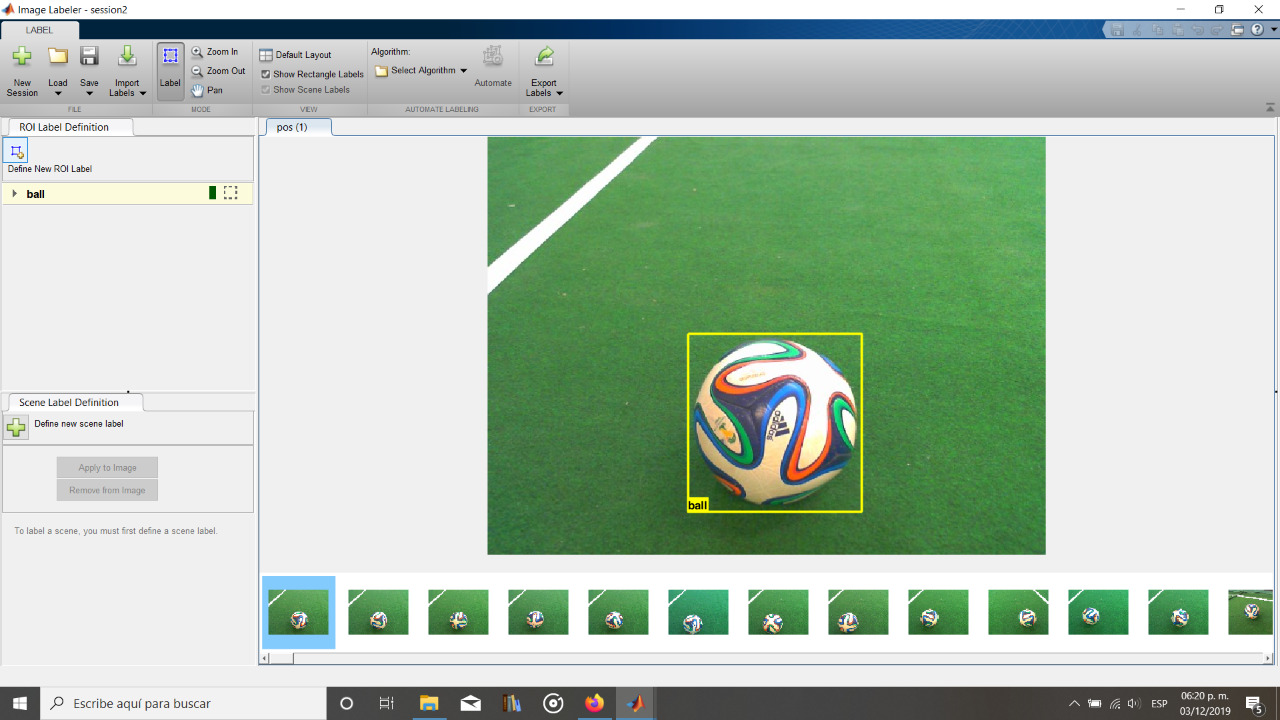 Image Labeler - session2
LABEL
New Session
Load
Save
Import Labels
Label
Zoom In
Zoom Out
Pan
Default Layout
Show Rectangle Labels
Show Scene Labels
Algorithm:
Select Algorithm
Automate
Export Labels
FILE
MODE
VIEW
AUTOMATE LABELING
EXPORT
ROI Label Definition
Define New ROI Label
ball
Scene Label Definition
Define new scene label
Apply to Image
Remove from Image
To label a scene, you must first define a scene label.
pos (1)
adidas
ball
Escribe aquí para buscar
ESP
06:20 p. m.
03/12/2019
5